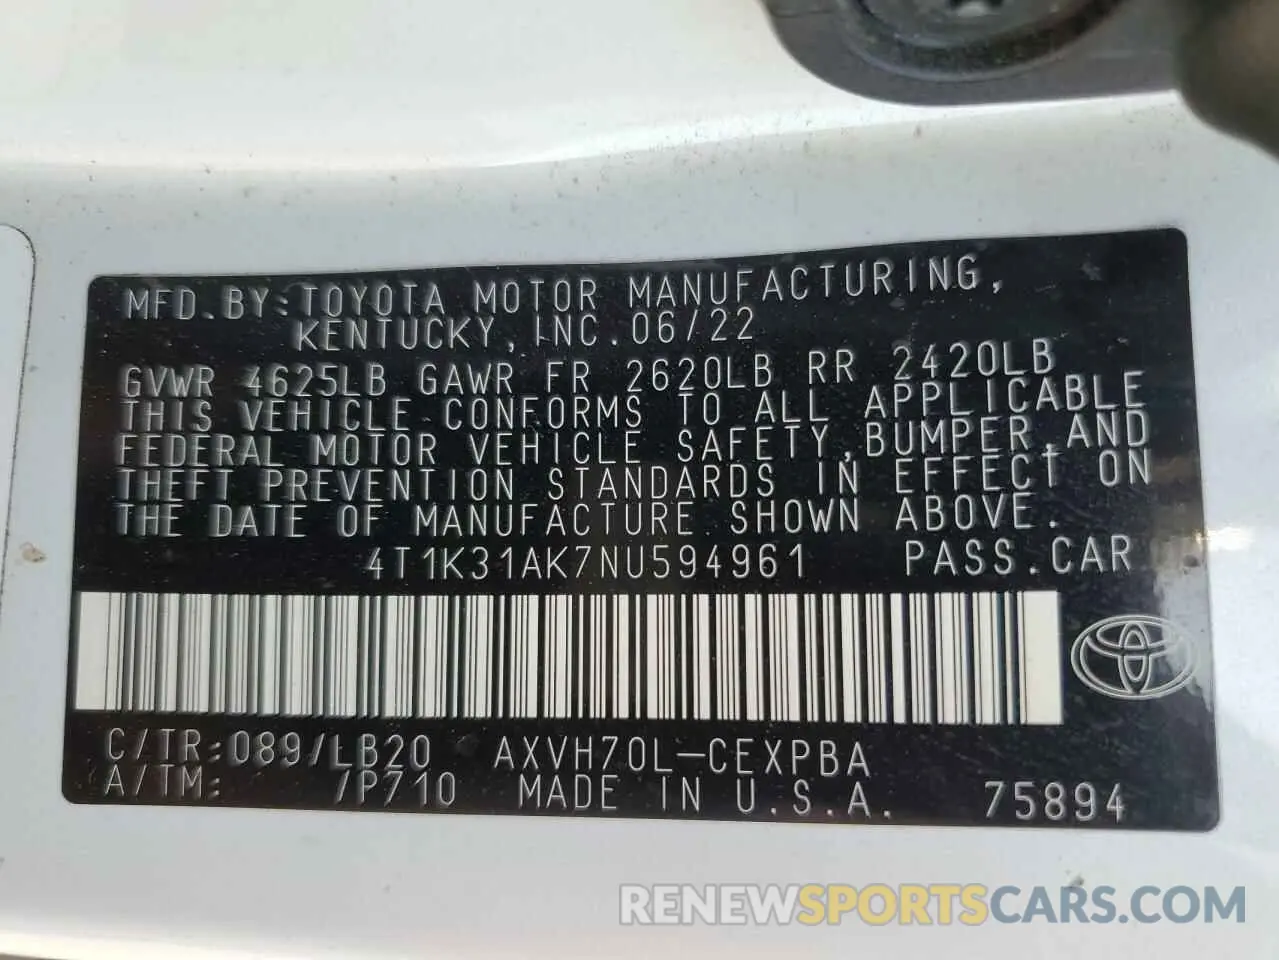 MFD.BY:TOYOTA MOTOR MANUFACTURING,
KENTUCKY, INC.06/22
GVWR 4625LB GAWR FR 2620LB RR 2420LB
THIS VEHICLE CONFORMS TO ALL APPLICABLE
FEDERAL MOTOR VEHICLE SAFETY,BUMPER,AND
THEFT PREVENTION STANDARDS IN EFFECT ON
THE DATE OF MANUFACTURE SHOWN ABOVE.
4T1K31AK7NU594961 PASS.CAR
C/TR:089/LB20 AXVH70L-CEXPBA
A/TM: /P710 MADE IN U.S.A. 75894
RENEWSPORTSCARS.COM